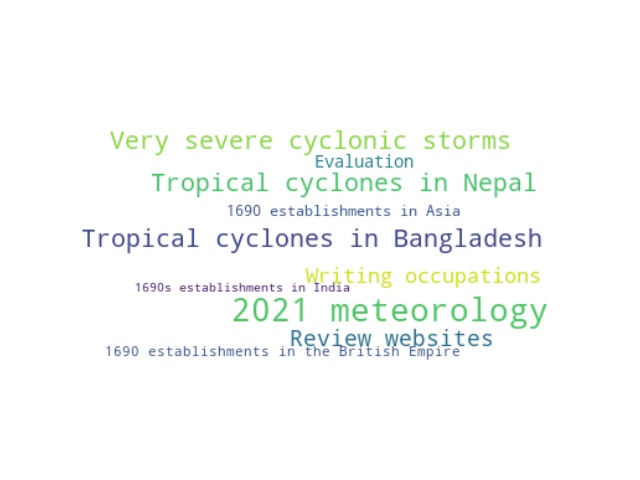 Very severe cyclonic storms
Evaluation
Tropical cyclones in Nepal
1690 establishments in Asia
Tropical cyclones in Bangladesh
Writing occupations
1690s establishments in India
2021 meteorology
Review websites
1690 establishments in the British Empire